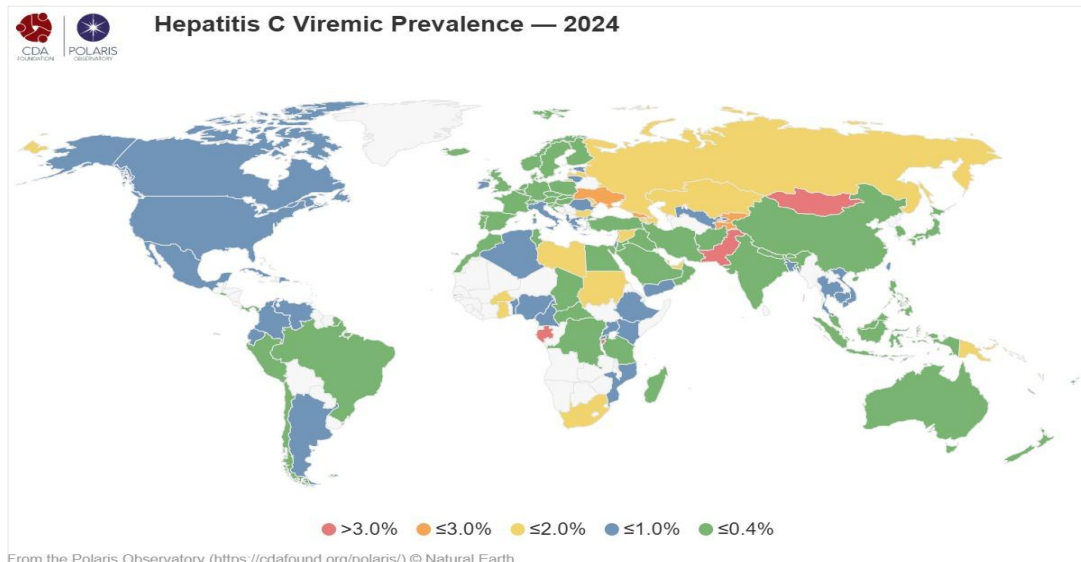 Hepatitis C Viremic Prevalence — 2024
CDA
FOUNDATION
POLARIS
OBSERVATORY
>3.0% ≤3.0% ≤2.0% ≤1.0% ≤0.4%
From the Polaris Observatory (https://cdafound.org/polaris/) © Natural Earth